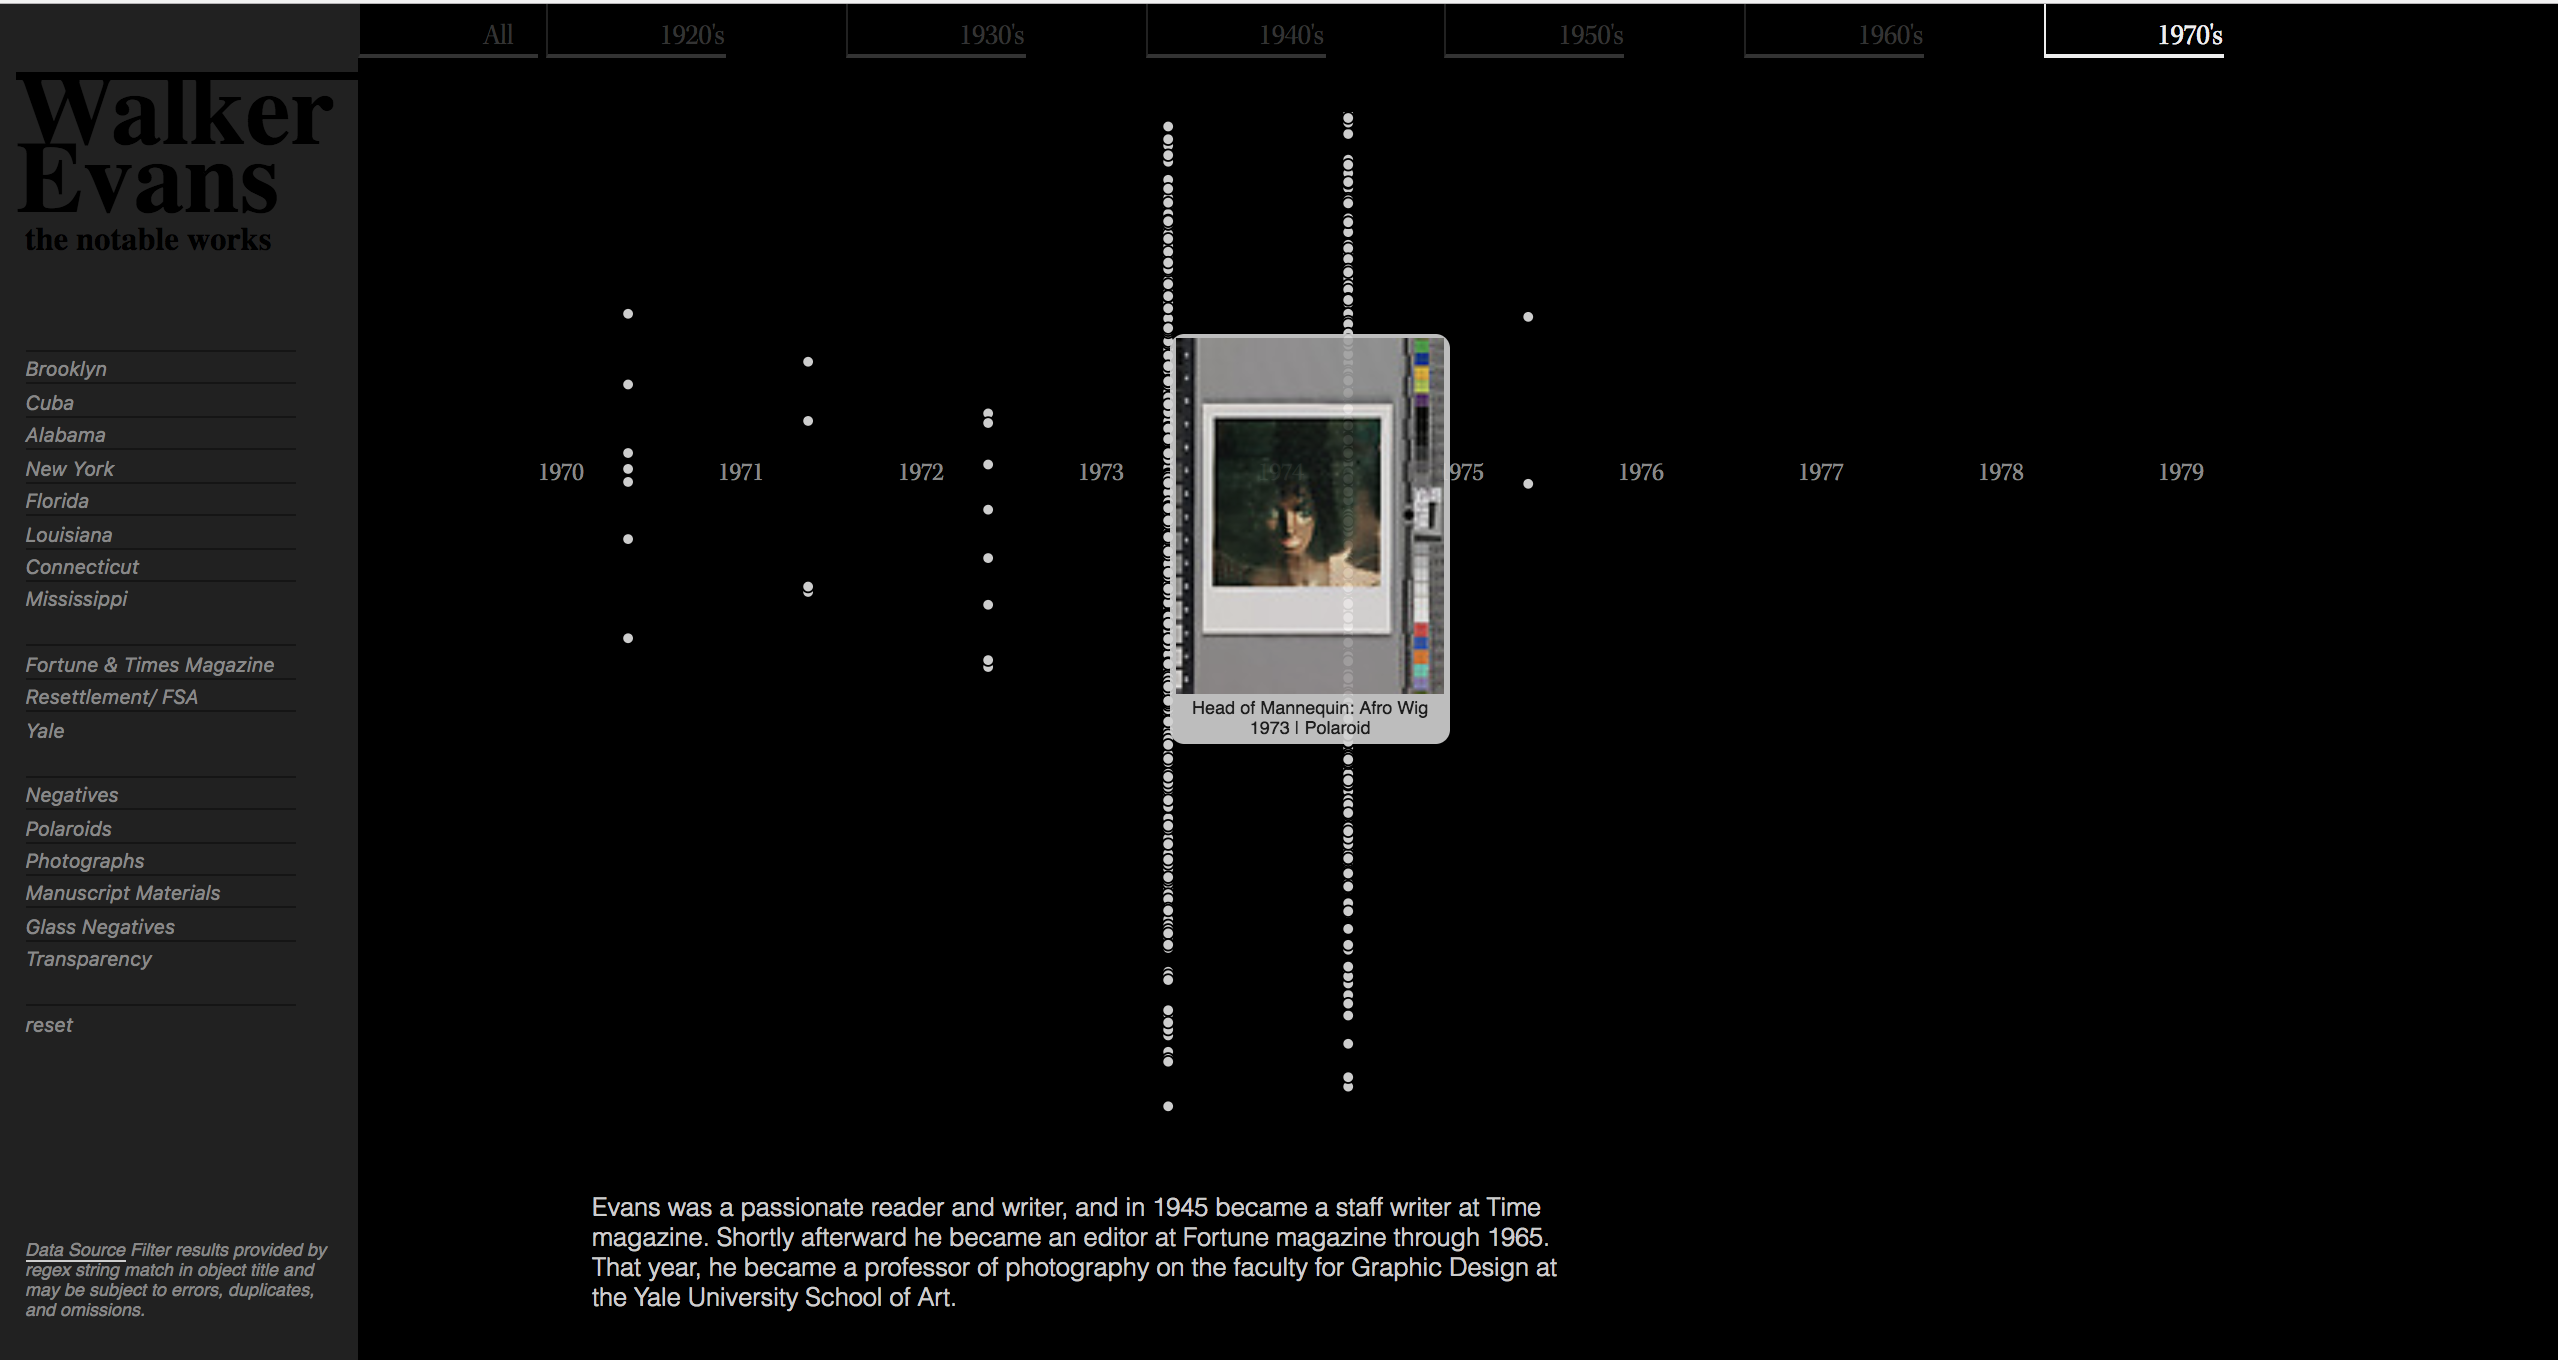 All
1920's
1930's
1940's
1950's
1960's
1970's
Walker
Evans
the notable works
Brooklyn
Cuba
Alabama
New York
Florida
Louisiana
Connecticut
Mississippi
Fortune & Times Magazine
Resettlement/ FSA
Yale
Negatives
Polaroids
Photographs
Manuscript Materials
Glass Negatives
Transparency
reset
Data Source Filter results provided by
regex string match in object title and
may be subject to errors, duplicates,
and omissions.
1970
1971
1972
1973
1974
975
1976
1977
1978
1979
Head of Mannequin: Afro Wig
1973 | Polaroid
Evans was a passionate reader and writer, and in 1945 became a staff writer at Time
magazine. Shortly afterward he became an editor at Fortune magazine through 1965.
That year, he became a professor of photography on the faculty for Graphic Design at
the Yale University School of Art.